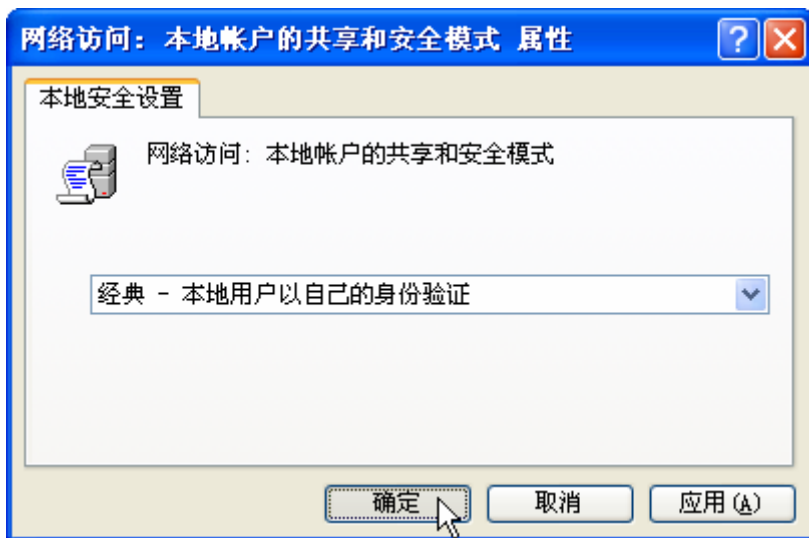 网络访问: 本地帐户的共享和安全模式 属性
?
本地安全设置
网络访问: 本地帐户的共享和安全模式
经典 - 本地用户以自己的身份验证
确定 取消 应用(A)